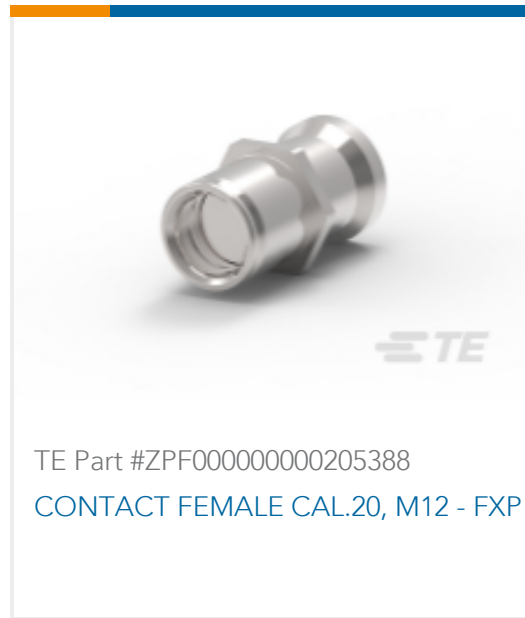 TE
TE Part #ZPF000000000205388
CONTACT FEMALE CAL.20, M12 - FXP